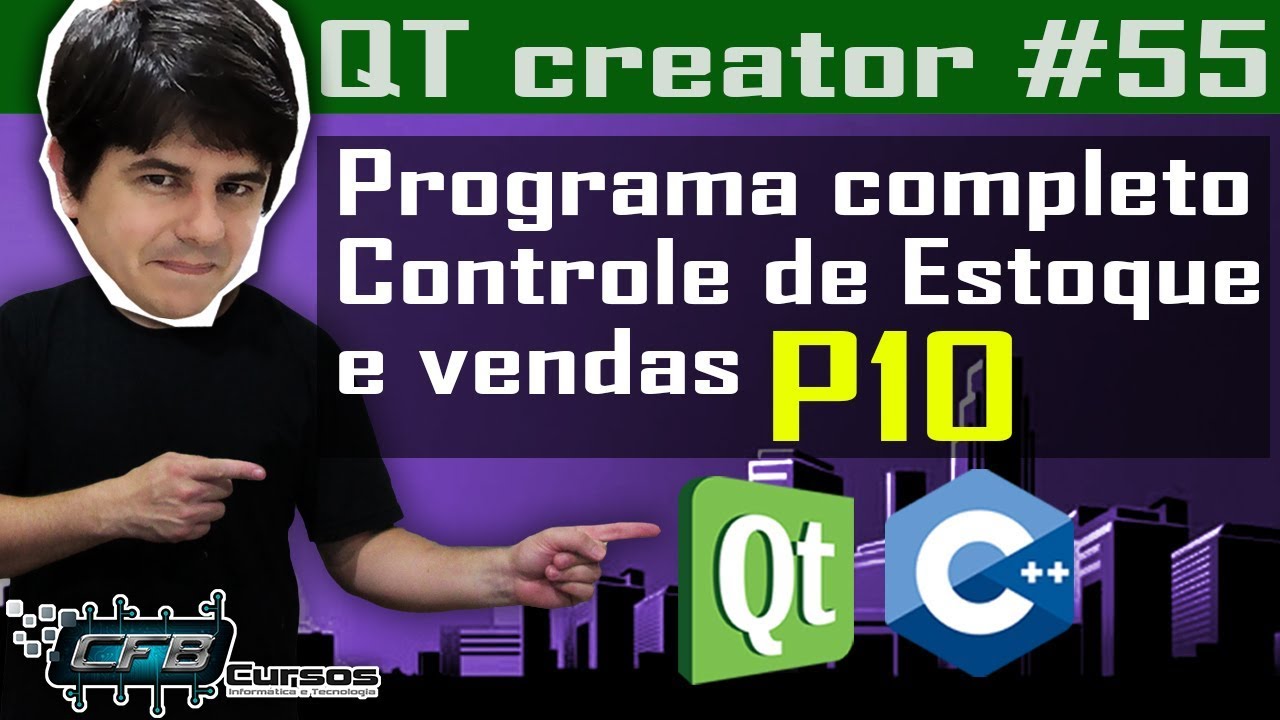 QT creator #55
Programa completo
Controle de Estoque
e vendas P10
Qt
C++
CFB
Cursos
Informática e Tecnologia